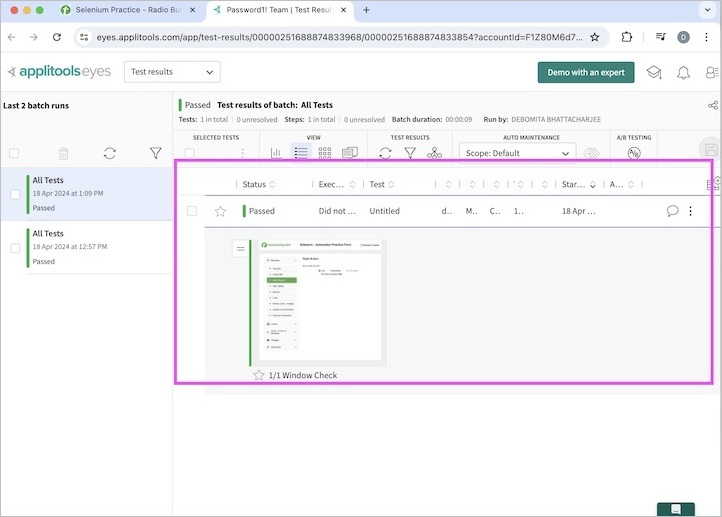 Selenium Practice - Radio Bu
Password1! Team | Test Resul
eyes.applitools.com/app/test-results/00000251688874833968/00000251688874833854?accountId=F1Z80M6d7...
D
applitools eyes
Test results
Demo with an expert
Last 2 batch runs
Passed Test results of batch: All Tests
Tests: 1 in total | 0 unresolved Steps: 1 in total | 0 unresolved Batch duration: 00:00:09 Run by: DEBOMITA BHATTACHARJEE
SELECTED TESTS
VIEW
TEST RESULTS
AUTO MAINTENANCE
A/B TESTING
Scope: Default
A/B
All Tests
18 Apr 2024 at 1:09 PM
Passed
All Tests
18 Apr 2024 at 12:57 PM
Passed
Status Exec... Test Star... A...
Passed Did not ... Untitled d... M... C... 1... 18 Apr ...
Selenium - Automation Practice Form
Radio Button
1/1 Window Check